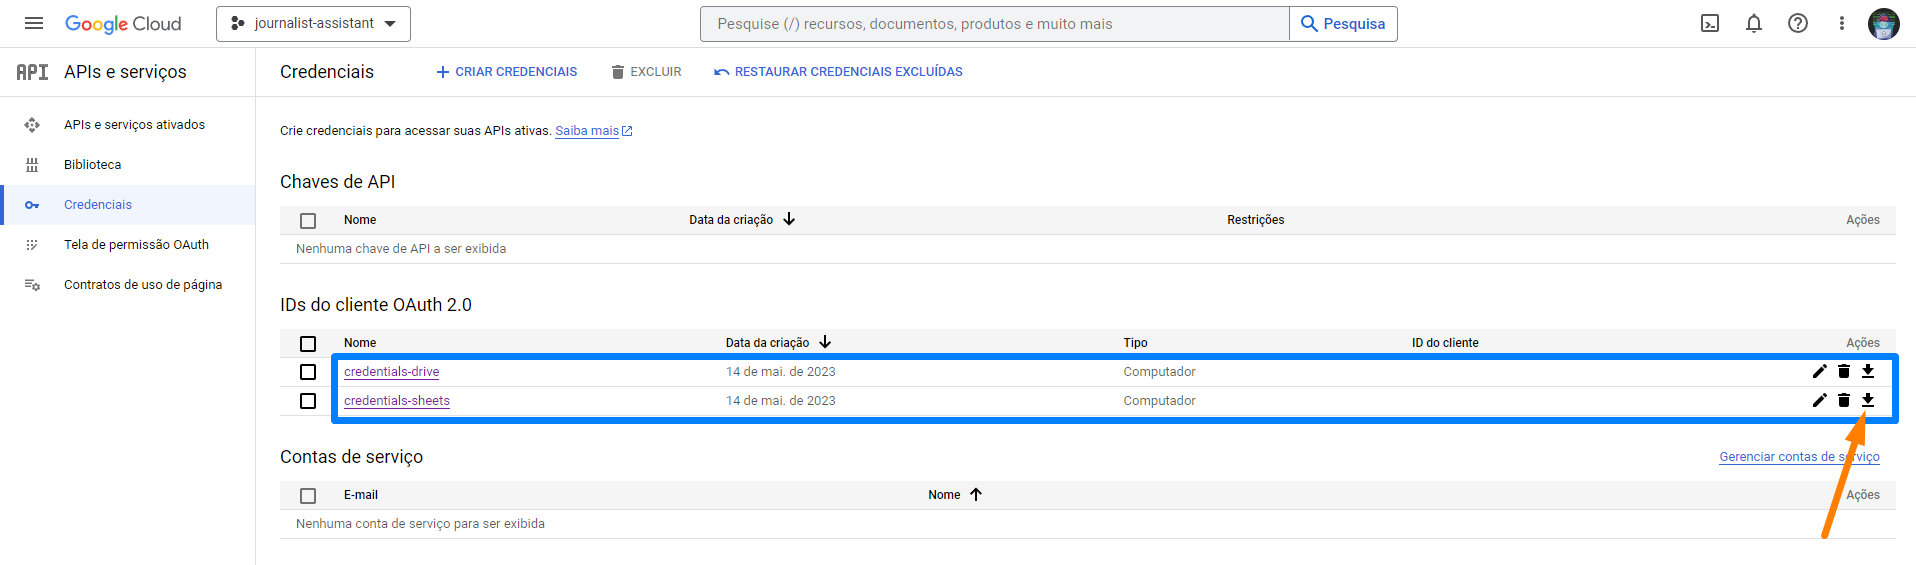 Google Cloud journalist-assistant Pesquise (/) recursos, documentos, produtos e muito mais Pesquisa
API APIs e serviços Credenciais CRIAR CREDENCIAIS EXCLUIR RESTAURAR CREDENCIAIS EXCLUÍDAS
APIs e serviços ativados
Biblioteca
Credenciais
Tela de permissão OAuth
Contratos de uso de página
Crie credenciais para acessar suas APIs ativas. Saiba mais
Chaves de API
Nome Data da criação Restrições Ações
Nenhuma chave de API a ser exibida
IDs do cliente OAuth 2.0
Nome Data da criação Tipo ID do cliente Ações
credentials-drive 14 de mai. de 2023 Computador
credentials-sheets 14 de mai. de 2023 Computador
Contas de serviço Gerenciar contas de serviço
E-mail Nome Ações
Nenhuma conta de serviço para ser exibida